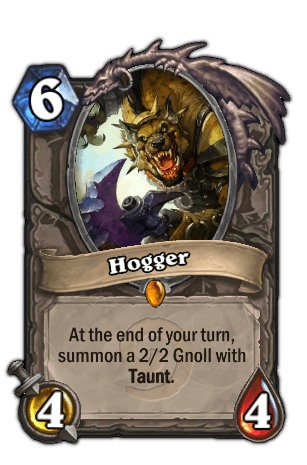 6
Hogger
At the end of your turn,
summon a 2/2 Gnoll with
Taunt.
4
4